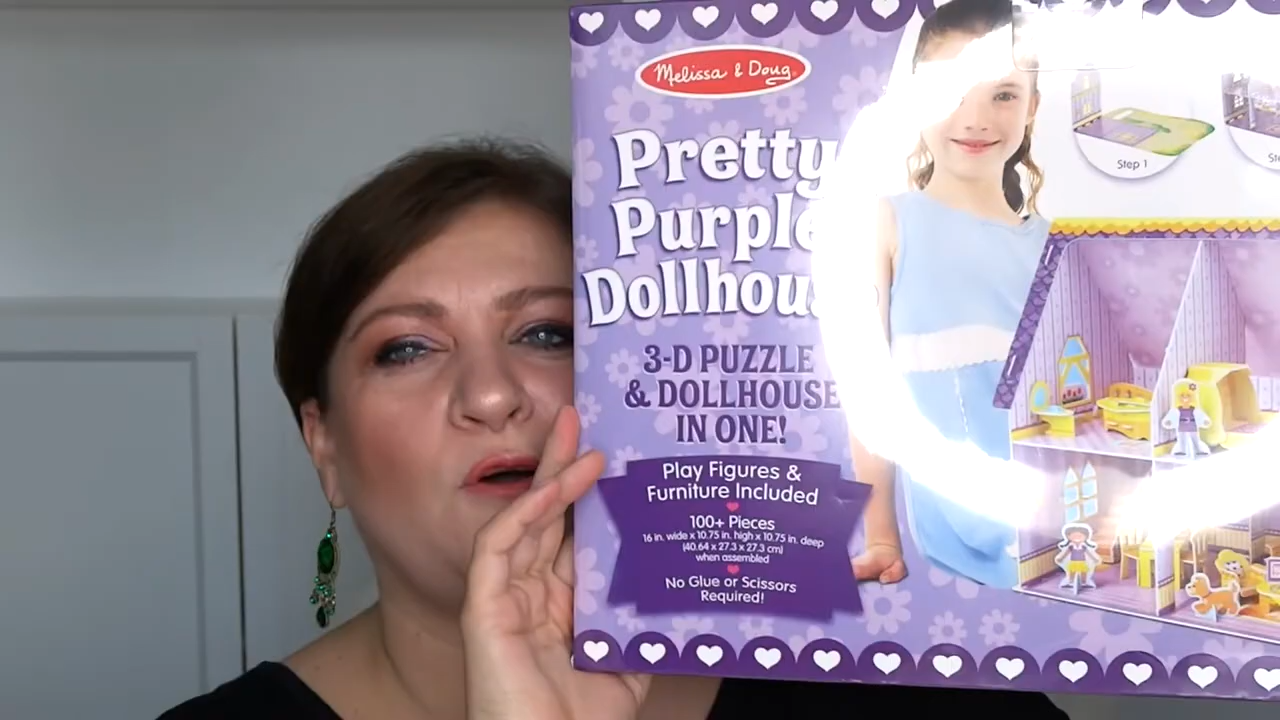 Melissa & Doug
Pretty
Purple
3-D PUZZLE
& DOLLHOUSE
IN ONE!
Play Figures &
Furniture Included
100+ Pieces
16 in. wide x 10.75 in. high x 10.75 in. deep
(40.64 x 27.3 x 27.3 cm)
when assembled
No Glue or Scissors
Required!
Step 1